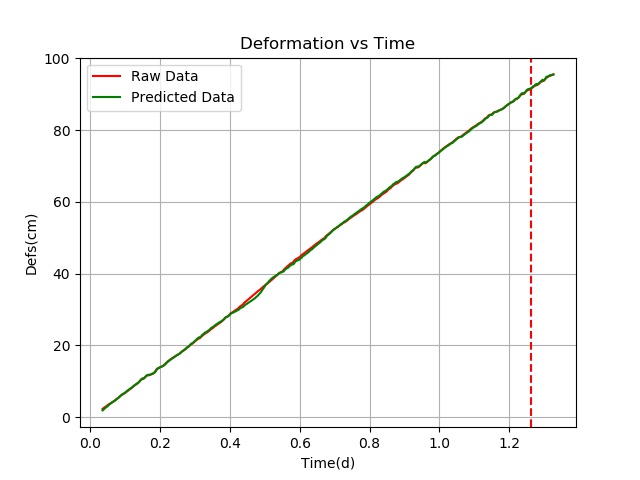 Deformation vs Time
Raw Data
Predicted Data
100
80
60
40
20
0
Defs(cm)
0.0 0.2 0.4 0.6 0.8 1.0 1.2
Time(d)